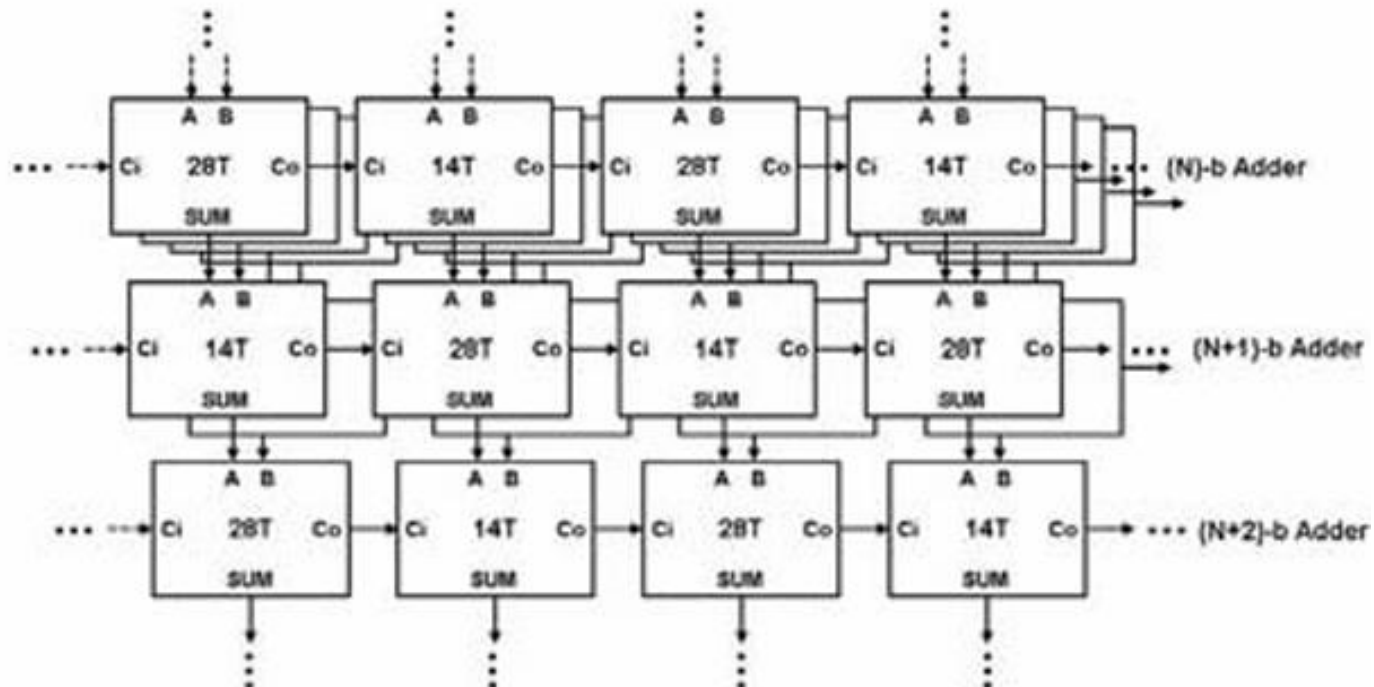 A B A B A B A B
... Ci 28T Co Ci 14T Co Ci 28T Co Ci 14T Co ... (N)-b Adder
SUM SUM SUM SUM
A B A B A B A B
... Ci 14T Co Ci 28T Co Ci 14T Co Ci 28T Co ... (N+1)-b Adder
SUM SUM SUM SUM
A B A B A B A B
... Ci 28T Co Ci 14T Co Ci 28T Co Ci 14T Co ... (N+2)-b Adder
SUM SUM SUM SUM